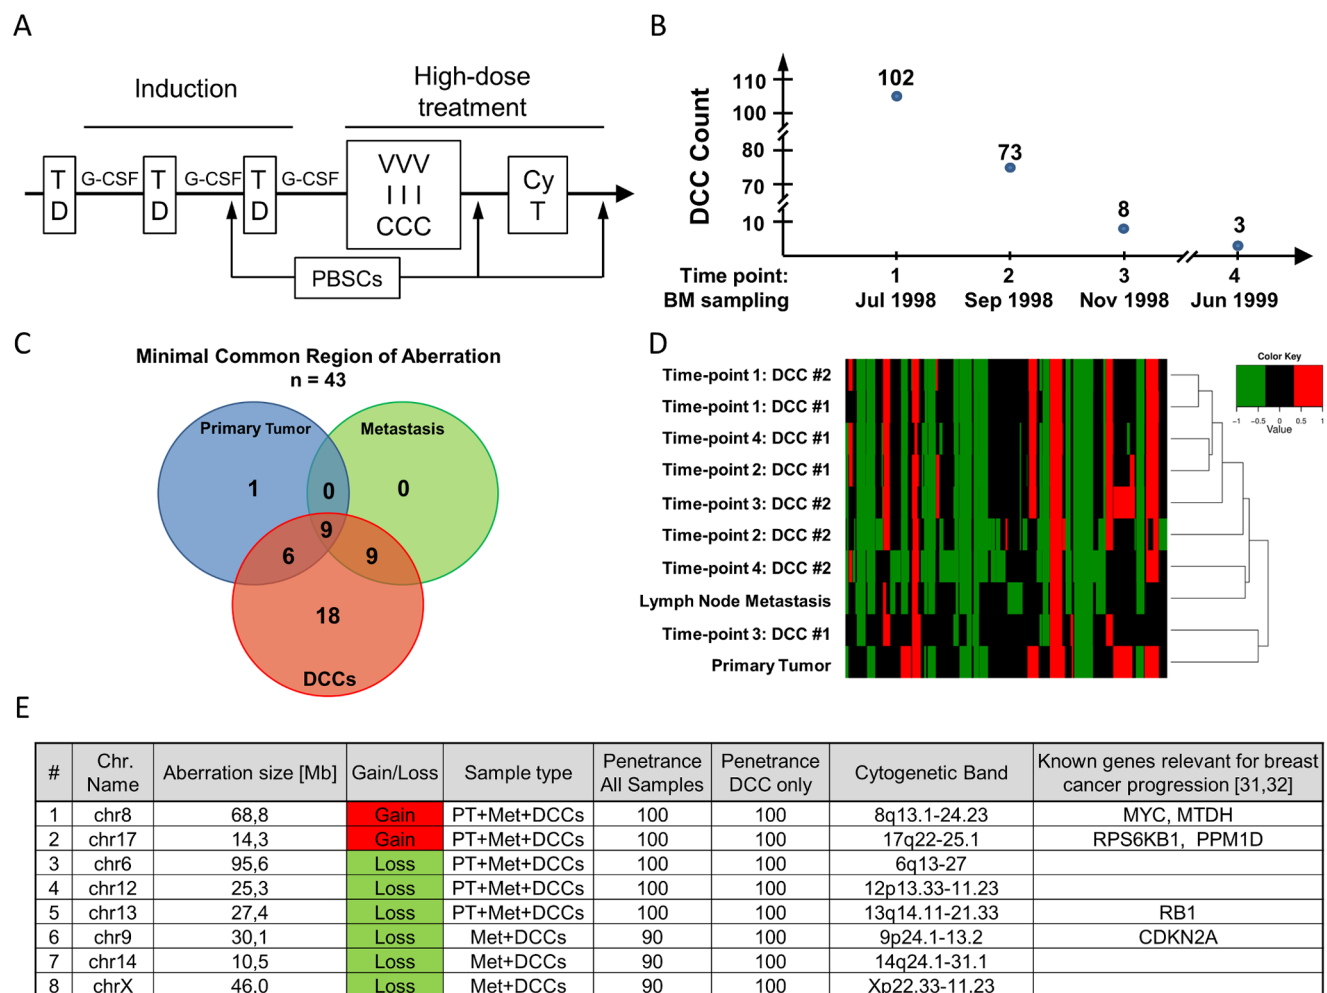 A
Induction
High-dose
treatment
T
D
G-CSF
T
D
G-CSF
T
D
G-CSF
VVV
III
CCC
Cy
T
PBSCs
B
DCC Count
110
100
80
70
10
102
73
8
3
Time point:
1
2
3
4
BM sampling
Jul 1998
Sep 1998
Nov 1998
Jun 1999
C
Minimal Common Region of Aberration
n = 43
Primary Tumor
Metastasis
1
0
0
9
6
9
18
DCCs
D
Time-point 1: DCC #2
Time-point 1: DCC #1
Time-point 4: DCC #1
Time-point 2: DCC #1
Time-point 3: DCC #2
Time-point 2: DCC #2
Time-point 4: DCC #2
Lymph Node Metastasis
Time-point 3: DCC #1
Primary Tumor
Color Key
-1 -0.5 0 0.5 1
Value
E
# Chr. Name Aberration size [Mb] Gain/Loss Sample type Penetrance All Samples Penetrance DCC only Cytogenetic Band Known genes relevant for breast cancer progression [31,32]
1 chr8 68,8 Gain PT+Met+DCCs 100 100 8q13.1-24.23 MYC, MTDH
2 chr17 14,3 Gain PT+Met+DCCs 100 100 17q22-25.1 RPS6KB1, PPM1D
3 chr6 95,6 Loss PT+Met+DCCs 100 100 6q13-27
4 chr12 25,3 Loss PT+Met+DCCs 100 100 12p13.33-11.23
5 chr13 27,4 Loss PT+Met+DCCs 100 100 13q14.11-21.33 RB1
6 chr9 30,1 Loss Met+DCCs 90 100 9p24.1-13.2 CDKN2A
7 chr14 10,5 Loss Met+DCCs 90 100 14q24.1-31.1
8 chrX 46,0 Loss Met+DCCs 90 100 Xp22.33-11.23